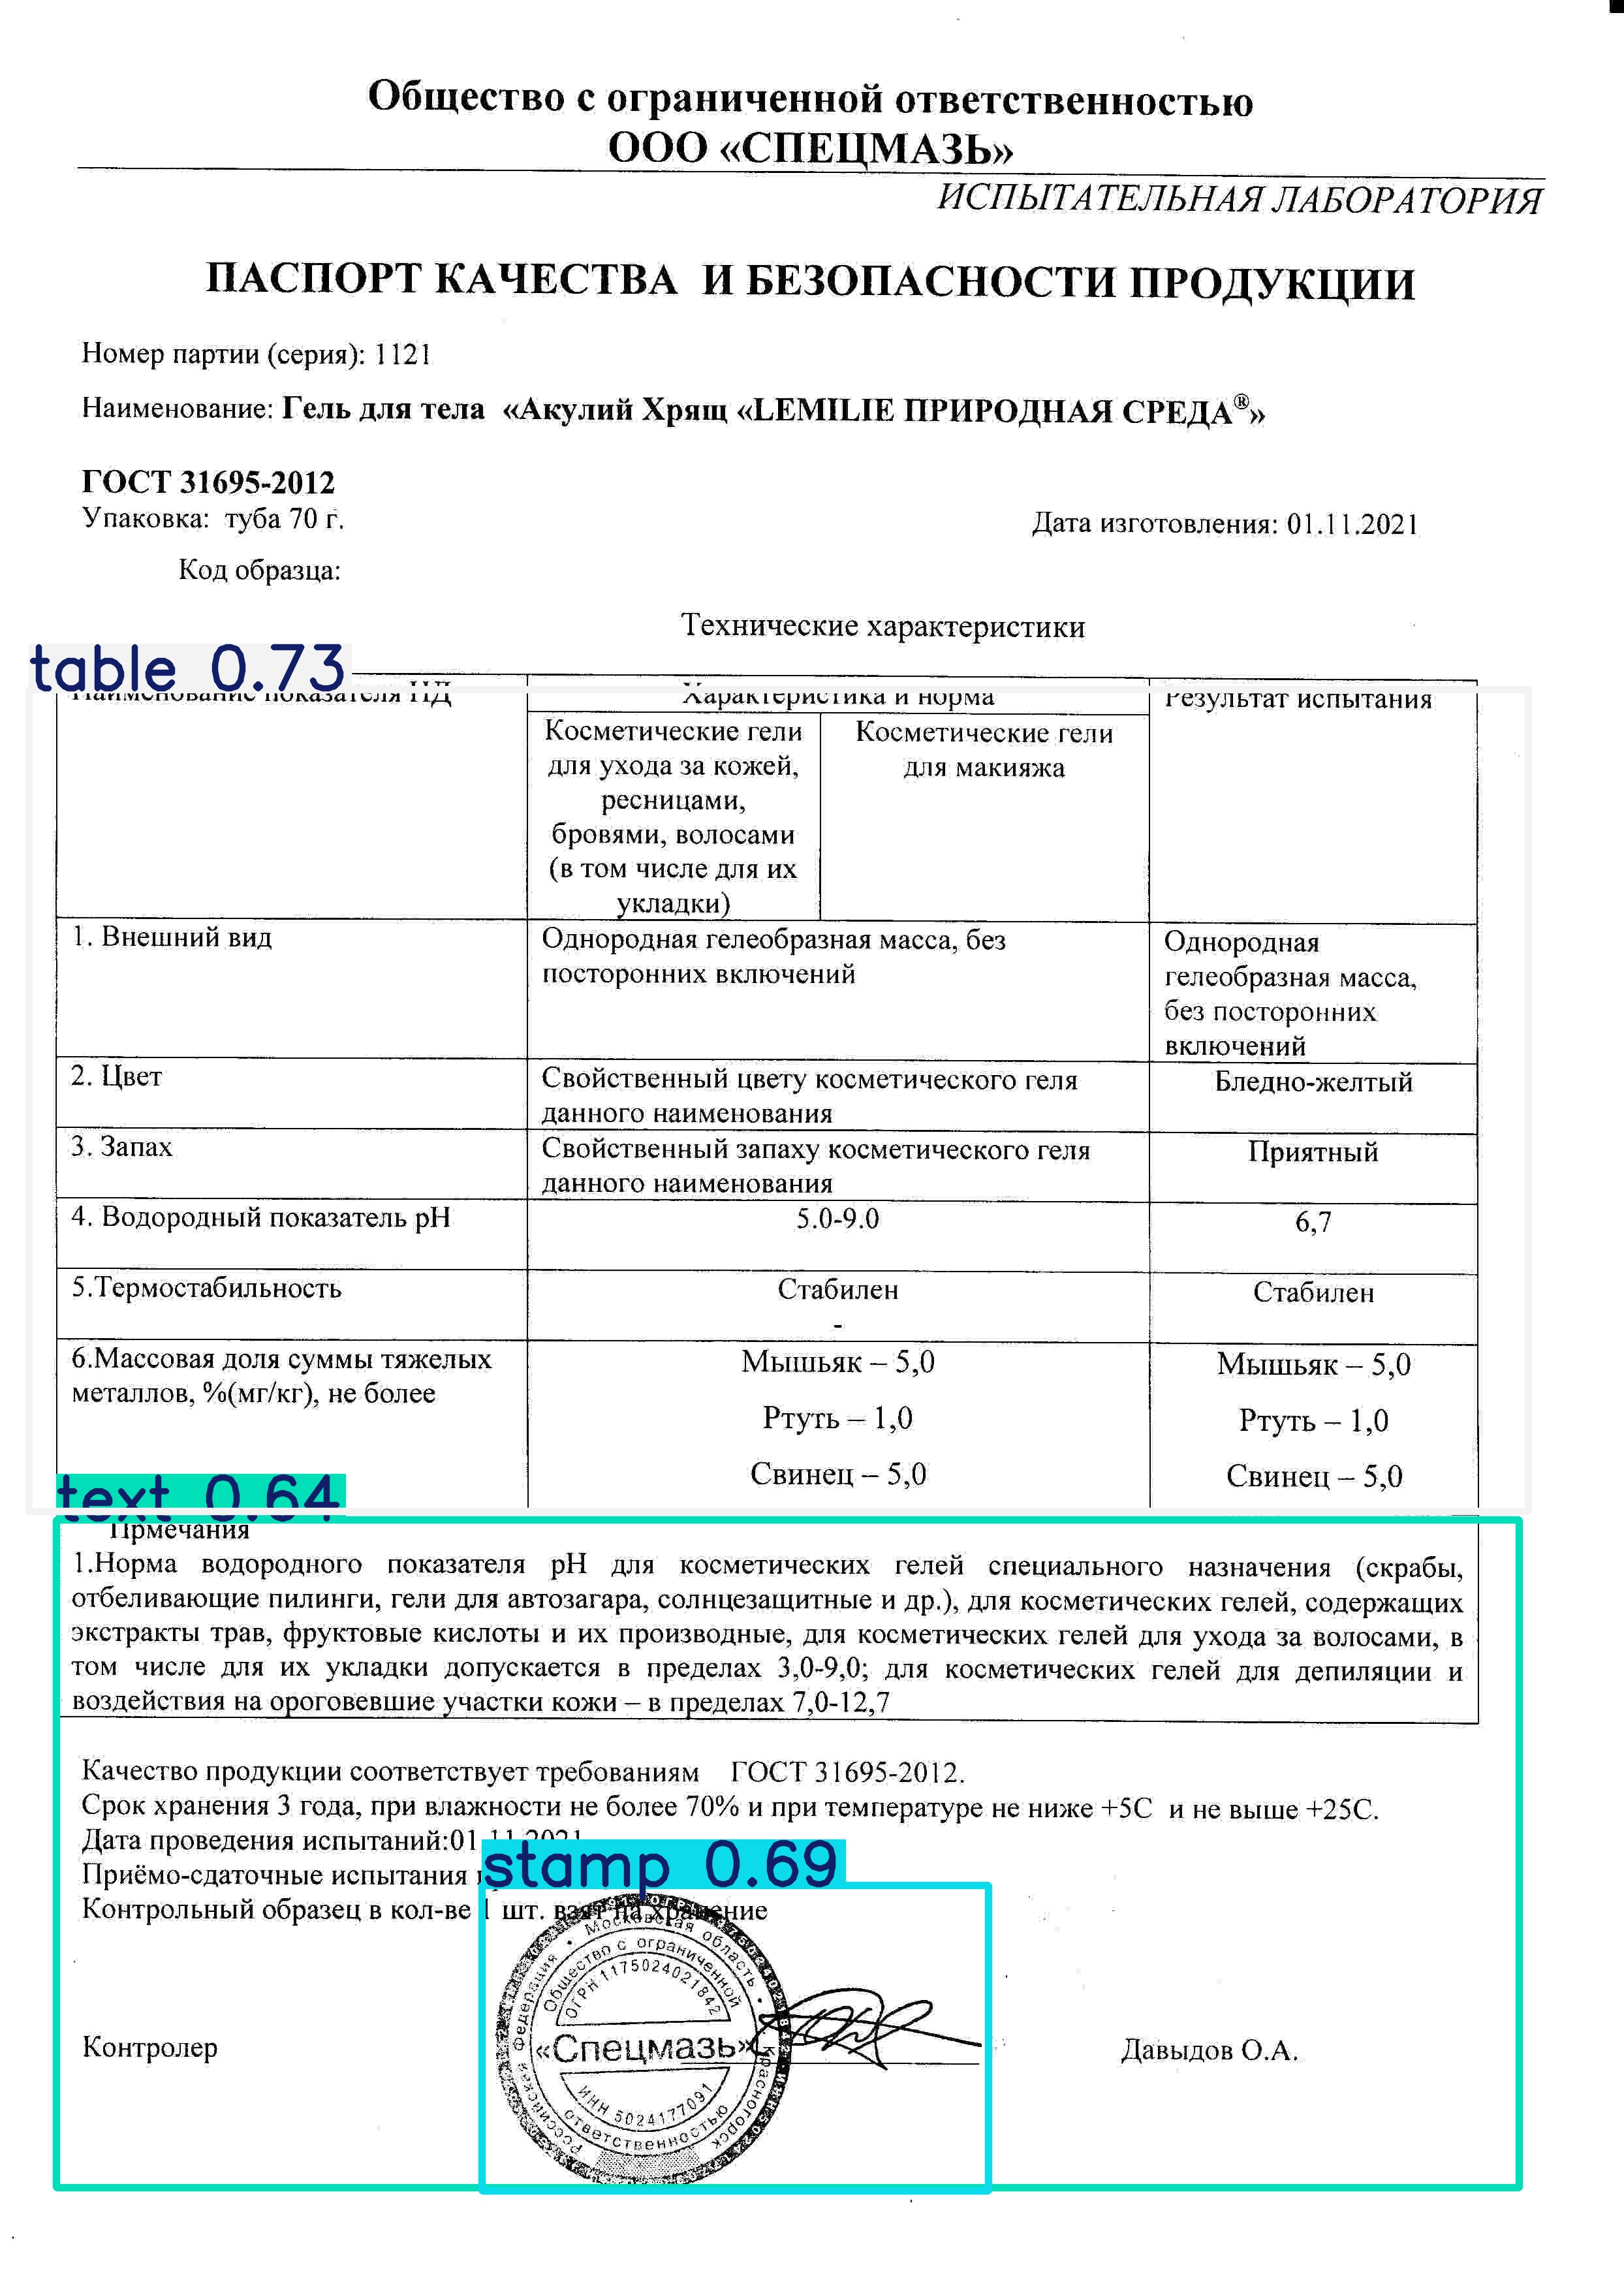 Общество с ограниченной ответственностью
ООО «СПЕЦМАЗЬ»
ИСПЫТАТЕЛЬНАЯ ЛАБОРАТОРИЯ
ПАСПОРТ КАЧЕСТВА И БЕЗОПАСНОСТИ ПРОДУКЦИИ
Номер партии (серия): 1121
Наименование: Гель для тела «Акулий Хрящ «LEMILIE ПРИРОДНАЯ СРЕДА®»
ГОСТ 31695-2012
Упаковка: туба 70 г.
Дата изготовления: 01.11.2021
Код образца:
Технические характеристики
table 0.73
Наименование показателя НД
Характеристика и норма
Результат испытания
Косметические гели
для ухода за кожей,
ресницами,
бровями, волосами
(в том числе для их
укладки)
Косметические гели
для макияжа
1. Внешний вид
Однородная гелеобразная масса, без
посторонних включений
Однородная
гелеобразная масса,
без посторонних
включений
2. Цвет
Свойственный цвету косметического геля
данного наименования
Бледно-желтый
3. Запах
Свойственный запаху косметического геля
данного наименования
Приятный
4. Водородный показатель pH
5.0-9.0
6,7
5.Термостабильность
Стабилен
-
Стабилен
6.Массовая доля суммы тяжелых
металлов, %(мг/кг), не более
Мышьяк – 5,0
Ртуть – 1,0
Свинец – 5,0
Мышьяк – 5,0
Ртуть – 1,0
Свинец – 5,0
text 0.64
Прмечания
1.Норма водородного показателя pH для косметических гелей специального назначения (скрабы,
отбеливающие пилинги, гели для автозагара, солнцезащитные и др.), для косметических гелей, содержащих
экстракты трав, фруктовые кислоты и их производные, для косметических гелей для ухода за волосами, в
том числе для их укладки допускается в пределах 3,0-9,0; для косметических гелей для депиляции и
воздействия на ороговевшие участки кожи – в пределах 7,0-12,7
Качество продукции соответствует требованиям ГОСТ 31695-2012.
Срок хранения 3 года, при влажности не более 70% и при температуре не ниже +5С и не выше +25С.
Дата проведения испытаний:01.11.2021
stamp 0.69
Приёмо-сдаточные испытания
Контрольный образец в кол-ве 1 шт. взят на хранение
Российская Федерация • Московская область • г. Красногорск
Общество с ограниченной
ответственностью
ОГРН 1175024021842
«Спецмазь»
ИНН 5024177091
Контролер
Давыдов О.А.